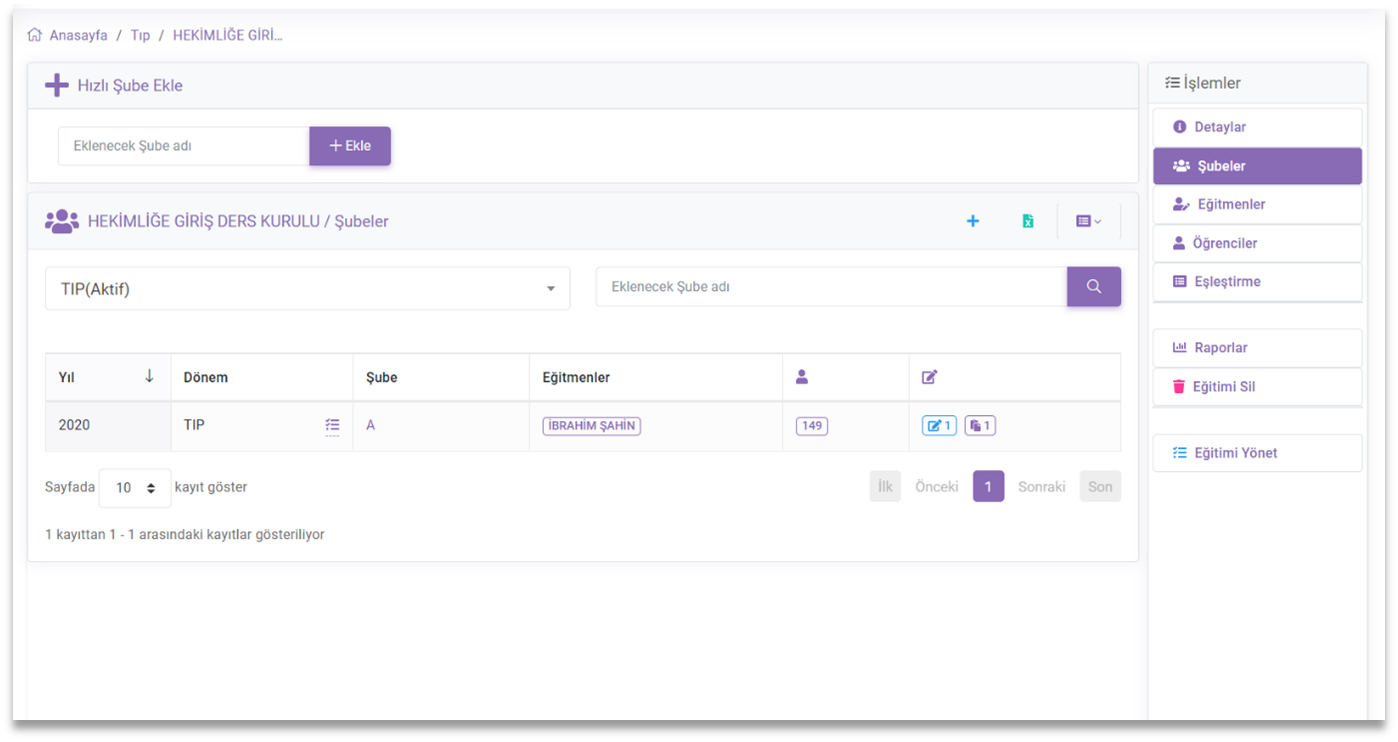 Anasayfa / Tıp / HEKİMLİĞE GİRİ...
Hızlı Şube Ekle
Eklenecek Şube adı
Ekle
HEKİMLİĞE GİRİŞ DERS KURULU / Şubeler
TIP(Aktif)
Eklenecek Şube adı
Yıl Dönem Şube Eğitmenler
2020 TIP A İBRAHİM ŞAHİN 149 1 1
Sayfada 10 kayıt göster
İlk Önceki 1 Sonraki Son
1 kayıttan 1 - 1 arasındaki kayıtlar gösteriliyor
İşlemler
Detaylar
Şubeler
Eğitmenler
Öğrenciler
Eşleştirme
Raporlar
Eğitimi Sil
Eğitimi Yönet